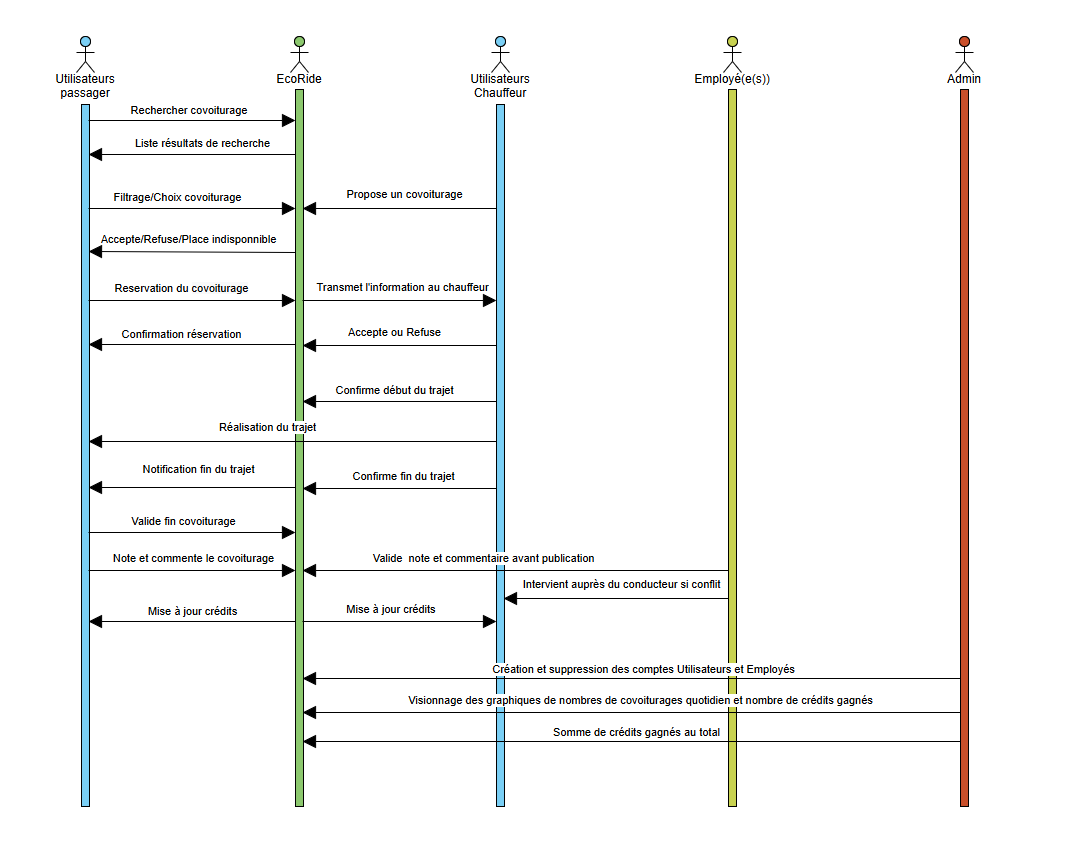 Utilisateurs
passager
EcoRide
Utilisateurs
Chauffeur
Employé(e(s))
Admin
Rechercher covoiturage
Liste résultats de recherche
Filtrage/Choix covoiturage
Propose un covoiturage
Accepte/Refuse/Place indisponnible
Reservation du covoiturage
Transmet l'information au chauffeur
Confirmation réservation
Accepte ou Refuse
Confirme début du trajet
Réalisation du trajet
Notification fin du trajet
Confirme fin du trajet
Valide fin covoiturage
Note et commente le covoiturage
Valide note et commentaire avant publication
Intervient auprès du conducteur si conflit
Mise à jour crédits
Mise à jour crédits
Création et suppression des comptes Utilisateurs et Employés
Visionnage des graphiques de nombres de covoiturages quotidien et nombre de crédits gagnés
Somme de crédits gagnés au total